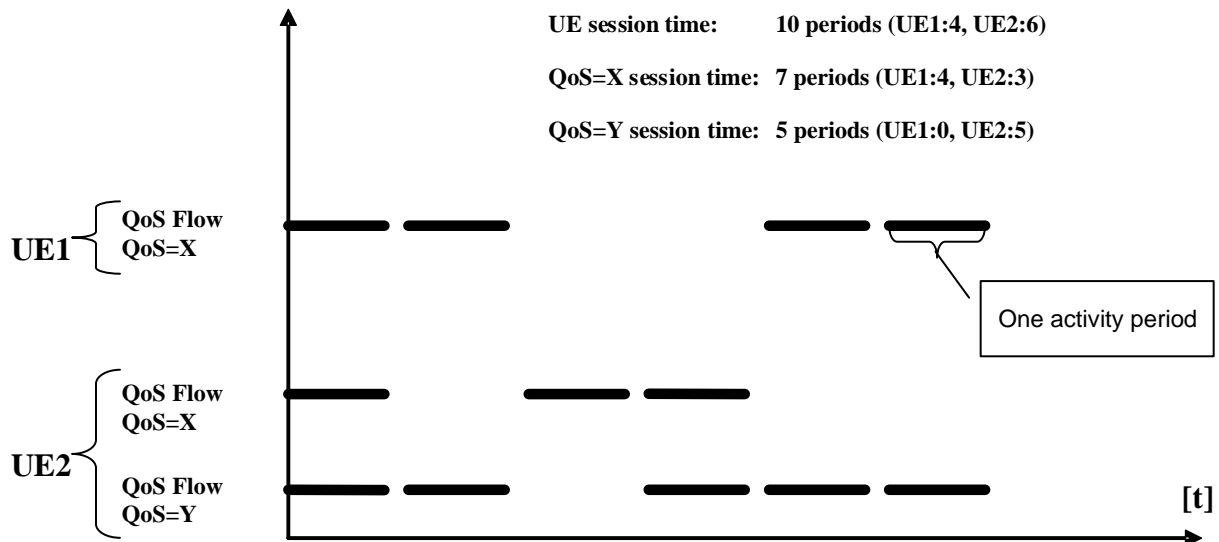 UE session time: 10 periods (UE1:4, UE2:6)
QoS=X session time: 7 periods (UE1:4, UE2:3)
QoS=Y session time: 5 periods (UE1:0, UE2:5)
UE1
QoS Flow
QoS=X
One activity period
UE2
QoS Flow
QoS=X
QoS Flow
QoS=Y
[t]